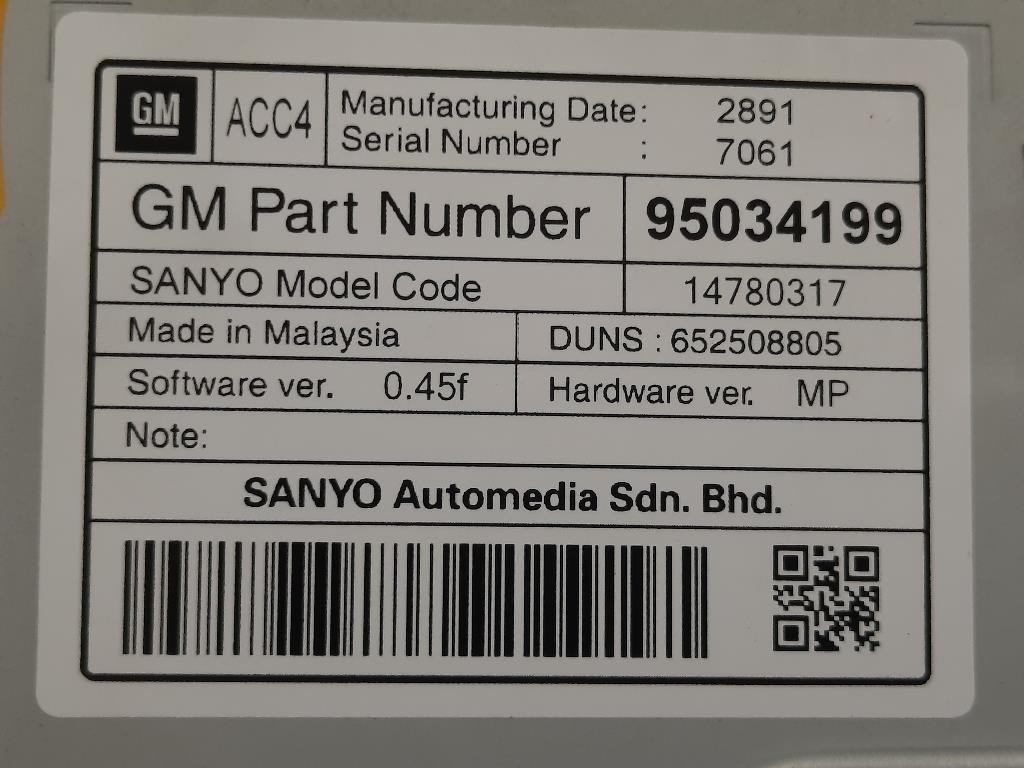 GM
ACC4
Manufacturing Date: 2891
Serial Number : 7061
GM Part Number 95034199
SANYO Model Code 14780317
Made in Malaysia DUNS : 652508805
Software ver. 0.45f Hardware ver. MP
Note:
SANYO Automedia Sdn. Bhd.